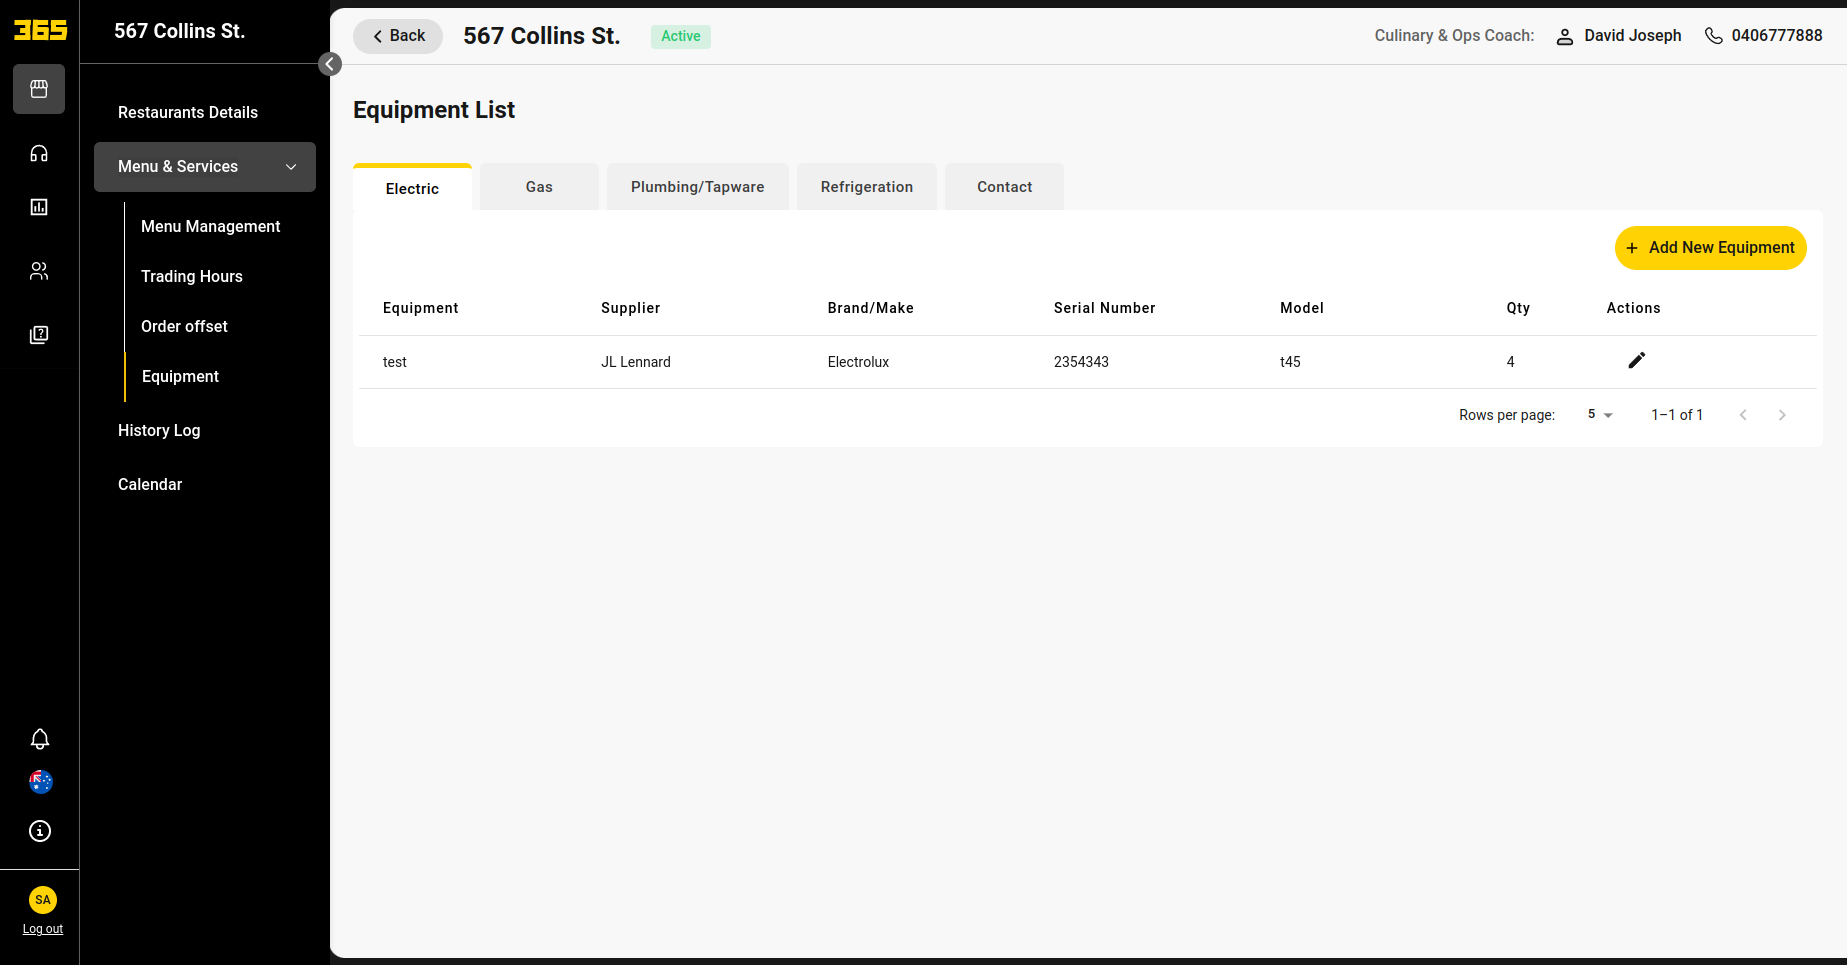 365
567 Collins St.
Restaurants Details
Menu & Services
Menu Management
Trading Hours
Order offset
Equipment
History Log
Calendar
SA
Log out
Back
567 Collins St.
Active
Culinary & Ops Coach:
David Joseph
0406777888
Equipment List
Electric
Gas
Plumbing/Tapware
Refrigeration
Contact
+ Add New Equipment
Equipment Supplier Brand/Make Serial Number Model Qty Actions
test JL Lennard Electrolux 2354343 t45 4
Rows per page: 5 1–1 of 1